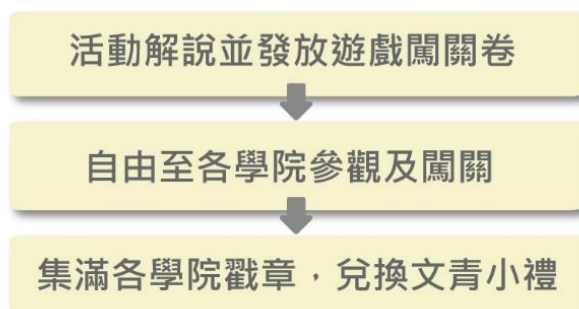 活動解說並發放遊戲闖關卷
自由至各學院參觀及闖關
集滿各學院戳章，兌換文青小禮